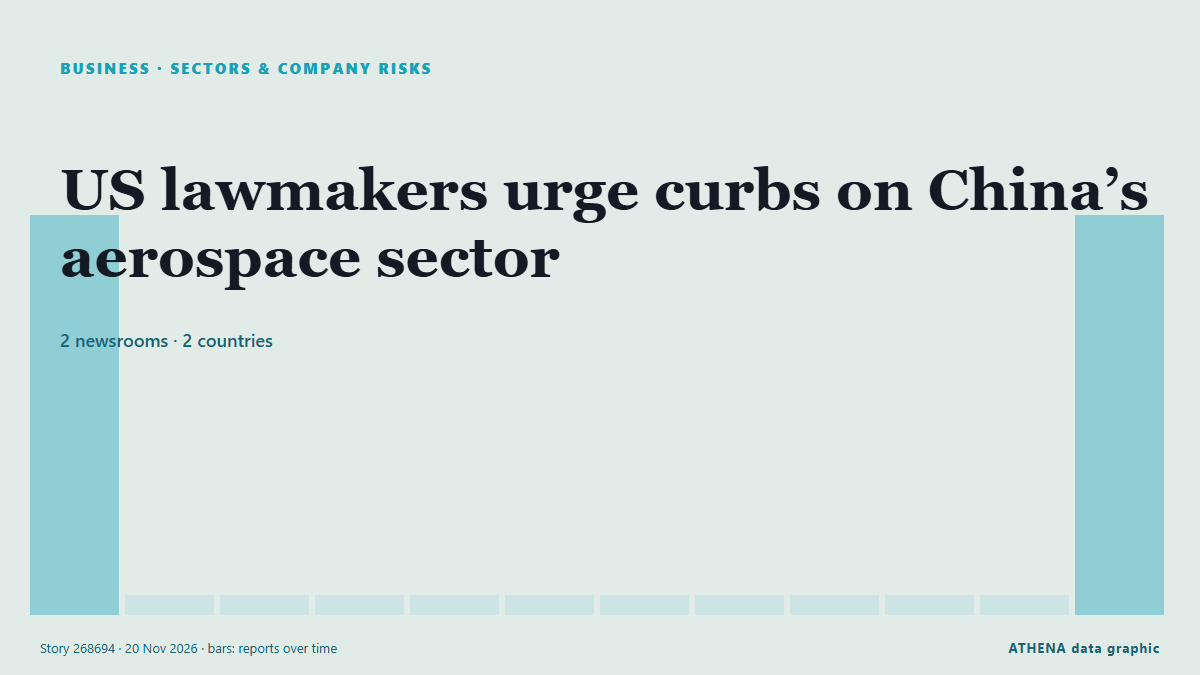 BUSINESS · SECTORS & COMPANY RISKS
US lawmakers urge curbs on China’s
aerospace sector
2 newsrooms · 2 countries
Story 268694 · 20 Nov 2026 · bars: reports over time
ATHENA data graphic